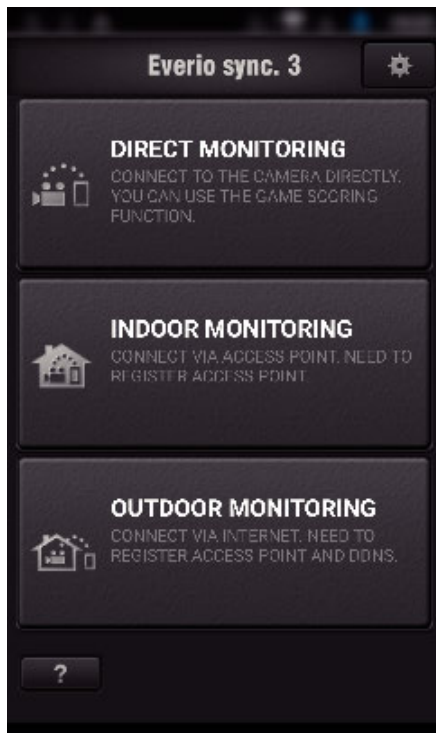 Everio sync. 3
DIRECT MONITORING
CONNECT TO THE CAMERA DIRECTLY.
YOU CAN USE THE GAME SCORING
FUNCTION.
INDOOR MONITORING
CONNECT VIA ACCESS POINT. NEED TO
REGISTER ACCESS POINT.
OUTDOOR MONITORING
CONNECT VIA INTERNET. NEED TO
REGISTER ACCESS POINT AND DDNS.
?